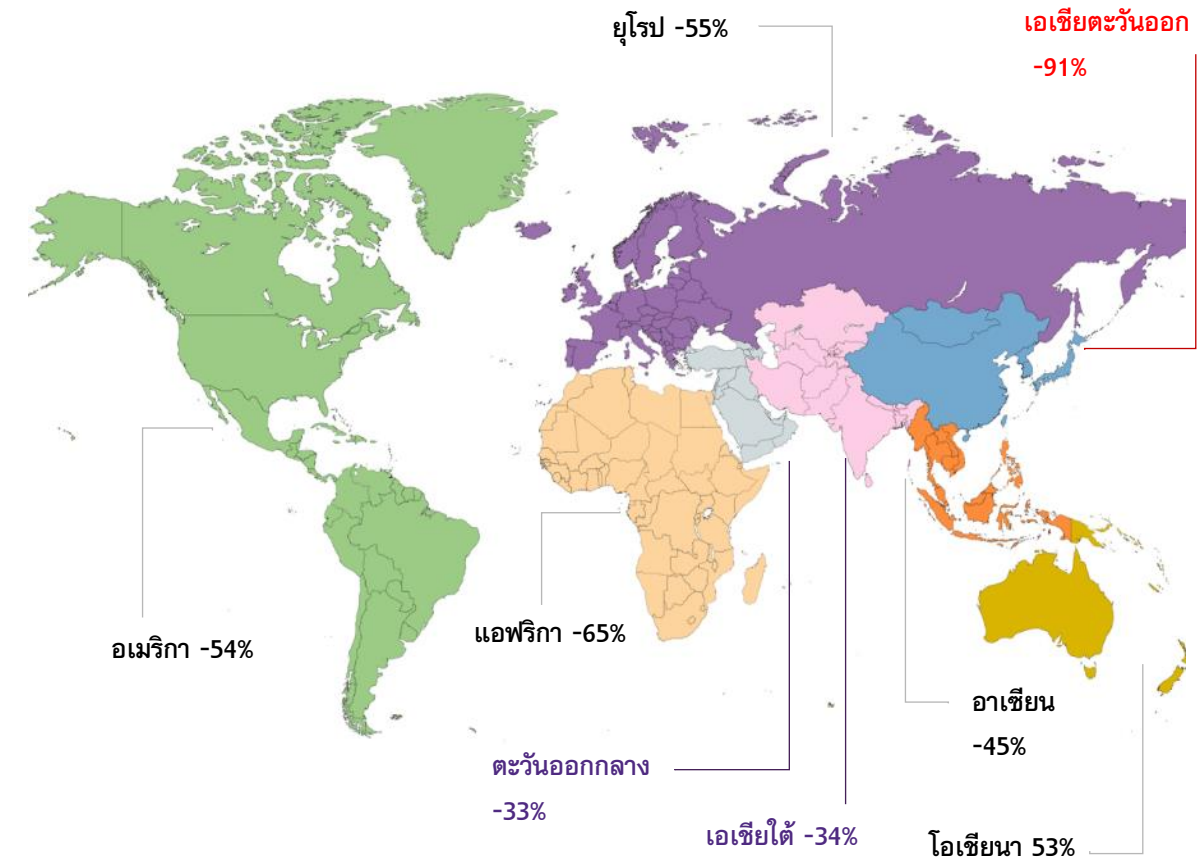 ยุโรป -55%
เอเชียตะวันออก
-91%
อเมริกา -54%
แอฟริกา -65%
อาเซียน
-45%
ตะวันออกกลาง
-33%
เอเชียใต้ -34%
โอเชียนา 53%